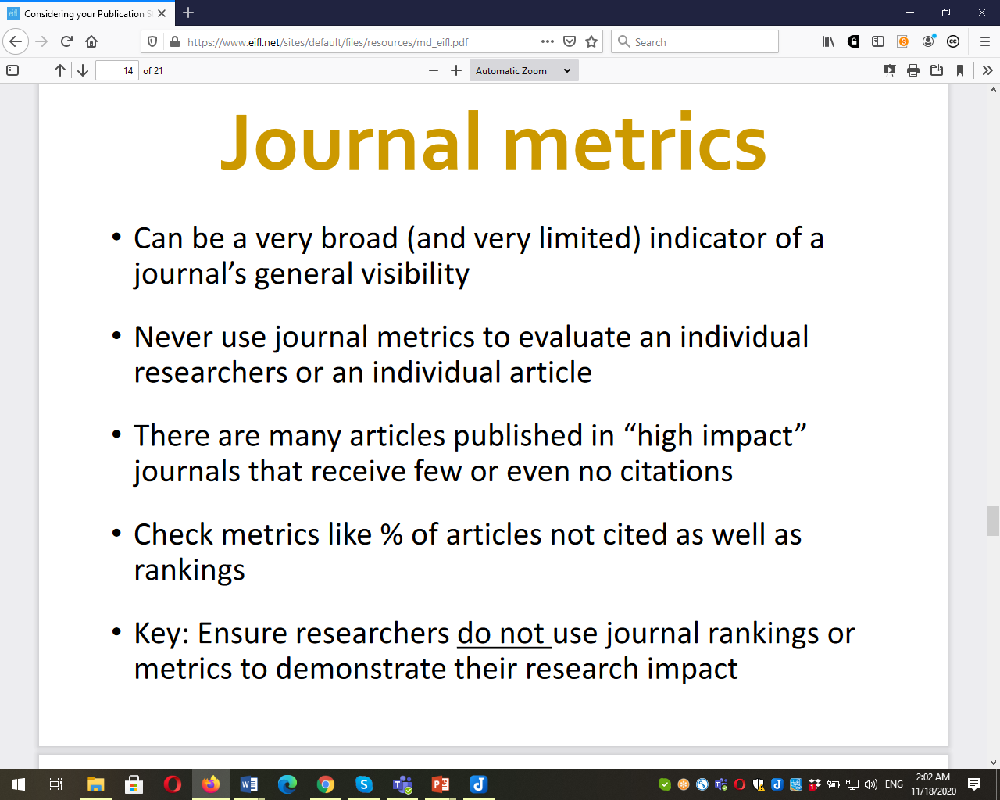 Considering your Publication S
https://www.eifl.net/sites/default/files/resources/md_eifl.pdf
Search
14 of 21
Automatic Zoom
Journal metrics
• Can be a very broad (and very limited) indicator of a
journal’s general visibility
• Never use journal metrics to evaluate an individual
researchers or an individual article
• There are many articles published in “high impact”
journals that receive few or even no citations
• Check metrics like % of articles not cited as well as
rankings
• Key: Ensure researchers do not use journal rankings or
metrics to demonstrate their research impact
ENG
2:02 AM
11/18/2020